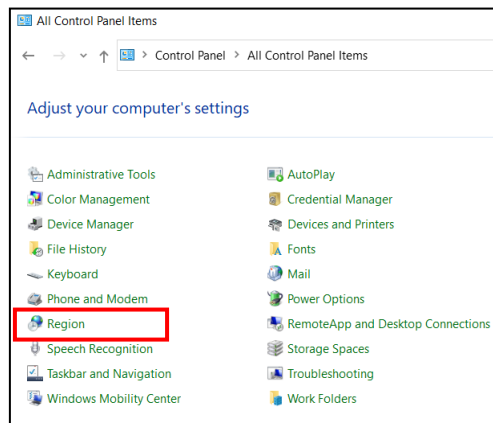 All Control Panel Items
Control Panel > All Control Panel Items
Adjust your computer's settings
Administrative Tools
Color Management
Device Manager
File History
Keyboard
Phone and Modem
Region
Speech Recognition
Taskbar and Navigation
Windows Mobility Center
AutoPlay
Credential Manager
Devices and Printers
Fonts
Mail
Power Options
RemoteApp and Desktop Connections
Storage Spaces
Troubleshooting
Work Folders